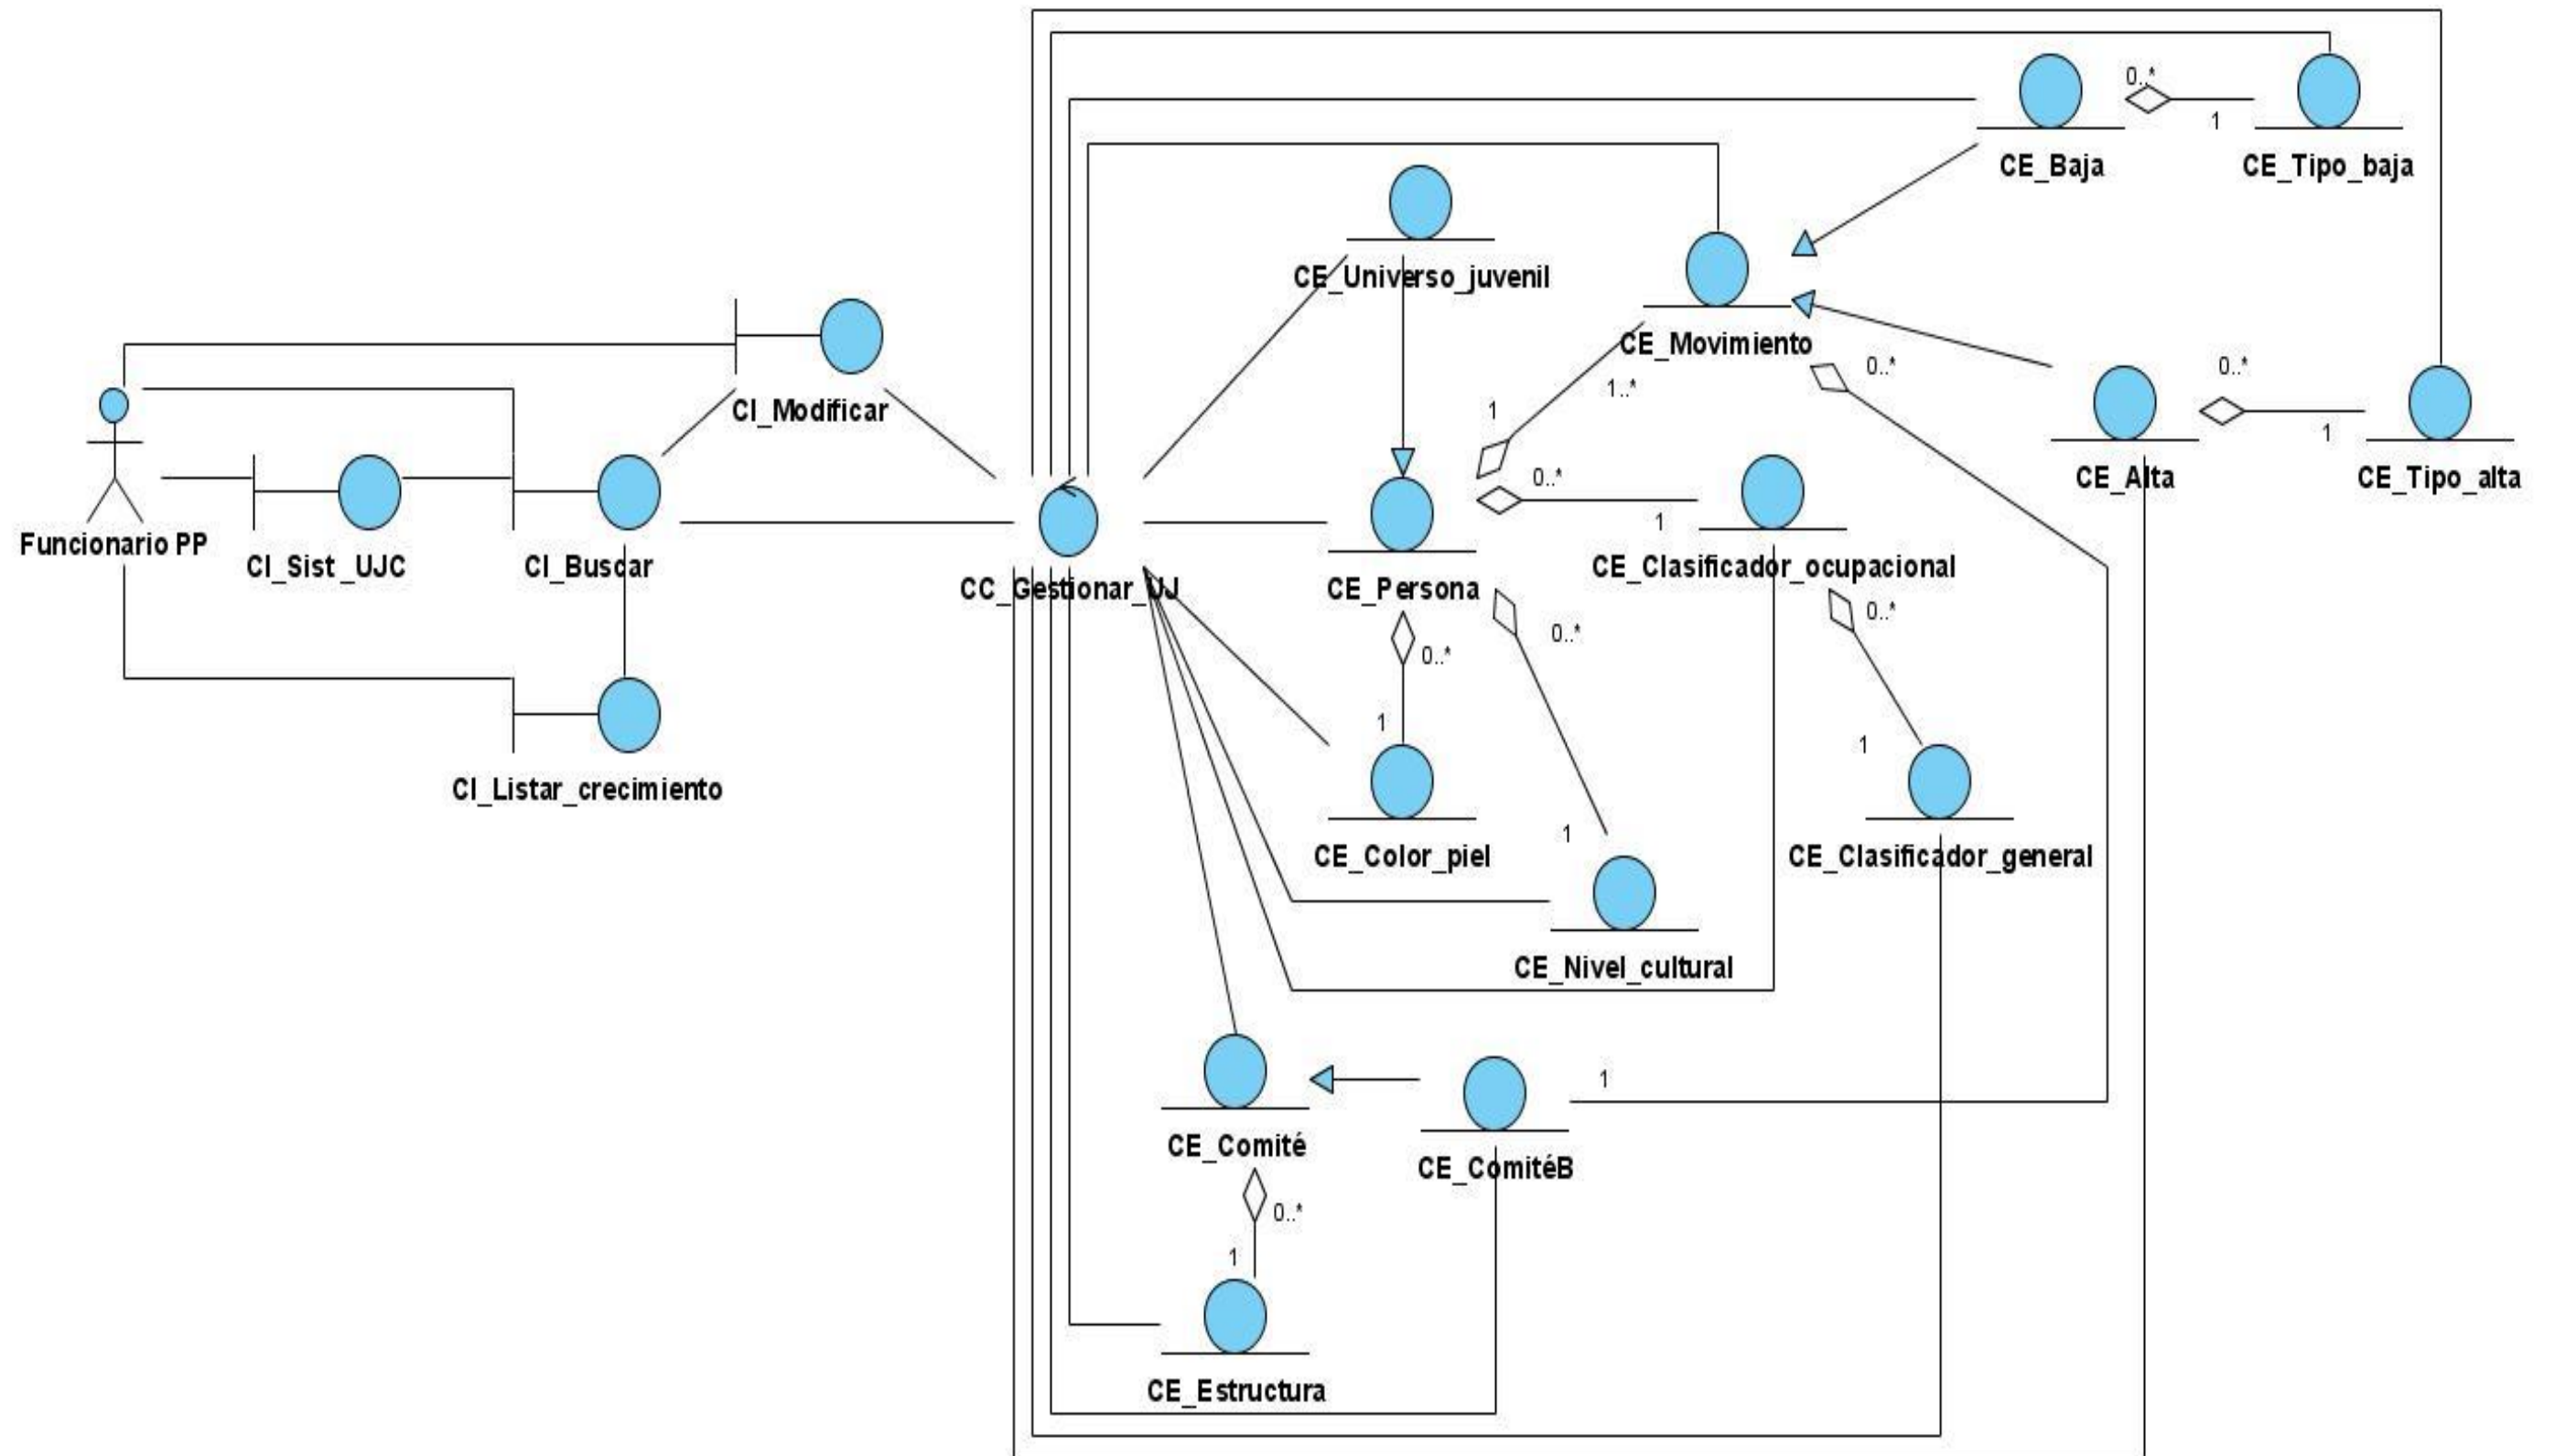 0..*
1
CE_Baja
CE_Tipo_baja
CE_Universo_juvenil
CE_Movimiento
0..*
0..*
1..*
1
CI_Modificar
1
0..*
CE_Alta
CE_Tipo_alta
1
Funcionario PP
CI_Sist _UJC
CI_Buscar
CE_Clasificador_ocupacional
CC_Gestionar_UJ
CE_Persona
0..*
0..*
0..*
1
1
CI_Listar_crecimiento
1
CE_Color_piel
CE_Clasificador_general
CE_Nivel_cultural
1
CE_Comité
CE_ComitéB
0..*
1
CE_Estructura